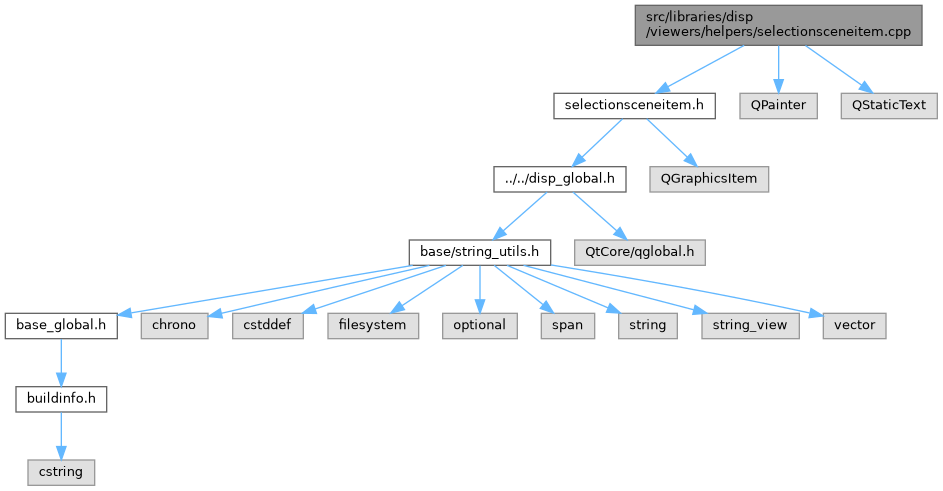 src/libraries/disp
/viewers/helpers/selectionsceneitem.cpp
selectionsceneitem.h
QPainter
QStaticText
../../disp_global.h
QGraphicsItem
base/string_utils.h
QtCore/qglobal.h
base_global.h
chrono
cstddef
filesystem
optional
span
string
string_view
vector
buildinfo.h
cstring